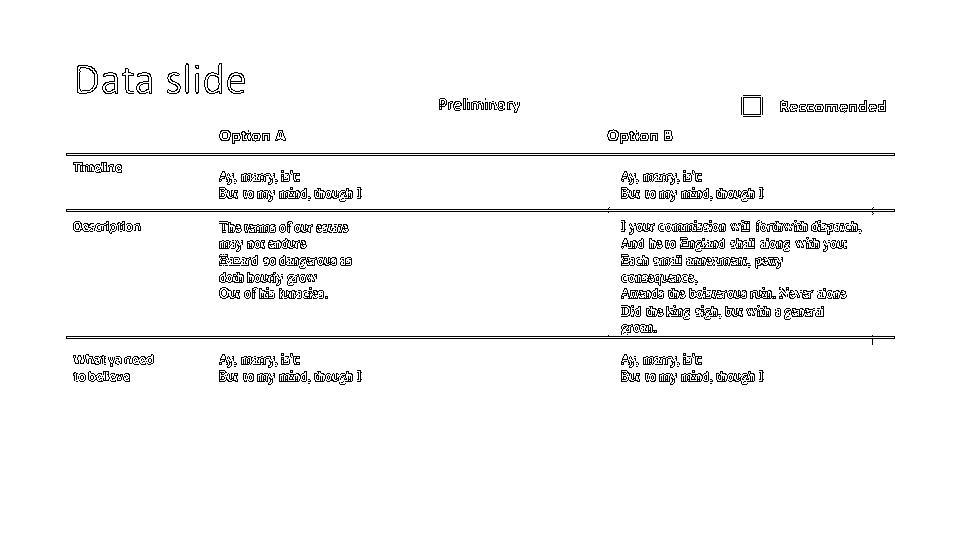 Data slide
Preliminary
Reccomended
Option A
Option B
Timeline
Ay, marry, is't:
But to my mind, though I
Ay, marry, is't:
But to my mind, though I
Description
The terms of our estate
may not endure
Hazard so dangerous as
doth hourly grow
Out of his lunacies.
I your commission will forthwith dispatch,
And he to England shall along with you:
Each small annexment, petty
consequence,
Attends the boisterous ruin. Never alone
Did the king sigh, but with a general
groan.
What ya need
to believe
Ay, marry, is't:
But to my mind, though I
Ay, marry, is't:
But to my mind, though I